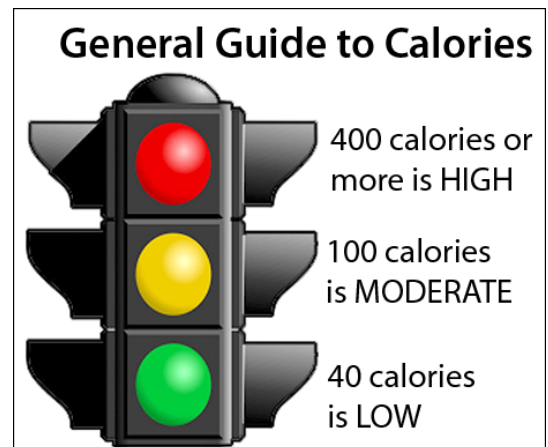 General Guide to Calories
400 calories or
more is HIGH
100 calories
is MODERATE
40 calories
is LOW